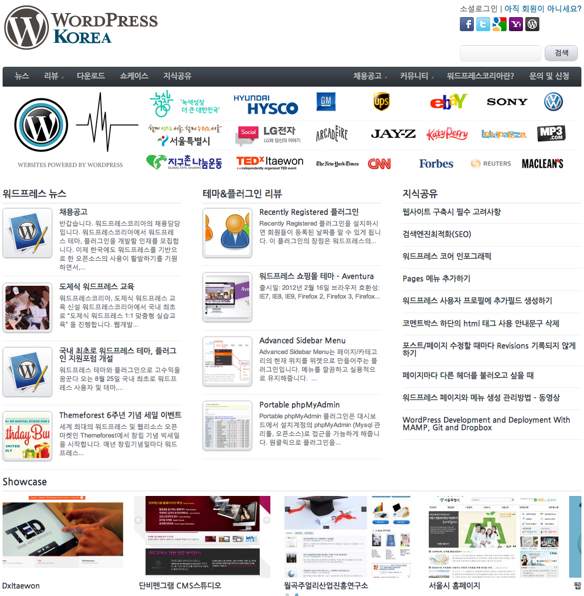 WORDPRESS
KOREA
소셜로그인 | 아직 회원이 아니세요?
검색
뉴스 리뷰 다운로드 쇼케이스 지식공유 채용공고 커뮤니티 워드프레스코리아란? 문의 및 신청
WEBSITES POWERED BY WORDPRESS
"녹색성장
더 큰 대한민국"
HYUNDAI
HYSCO
GM
ups
ebay
SONY
서울특별시
Social
LG전자
LG와 당신의 이야기
ARCADE FIRE
JAY-Z
Katy Perry
lollapalooza
MP3
.com
지구촌나눔운동
TEDxItaewon
The New York Times
CNN
Forbes
REUTERS
MACLEAN'S
워드프레스 뉴스
채용공고
반갑습니다. 워드프레스코리아의 채용담당
입니다. 워드프레스코리아에서 워드프레
스 테마, 플러그인을 개발할 인재를 모집합
니다. 이제 한국에도 워드프레스를 기반으
로 한 오픈소스의 사용이 활발하기를 기원
하면서,...
도제식 워드프레스 교육
워드프레스코리아, 도제식 워드프레스 교
육 신설 워드프레스코리아에서 국내 최초
로 "도제식 워드프레스 1:1 맞춤형 실습교
육" 을 진행합니다. 웹개발...
국내 최초로 워드프레스 테마, 플러그
인 지원포럼 개설
워드프레스 테마와 플러그인으로 고수익을
꿈꾼다 오는 8월 25일 국내 최초로 워드프
레스 사용자 및 테마,...
Themeforest 6주년 기념 세일 이벤트
세계 최대의 워드프레스 및 웹리소스 오픈
마켓인 Themeforest에서 창립 기념 빅세일
을 시작합니다. 매년 창립기념일마다 워드
프레스...
테마&플러그인 리뷰
Recently Registered 플러그인
Recently Registered 플러그인을 설치하시
면 회원들이 등록된 날짜를 알 수 있게 됩니
다. 이 플러그인의 장점은 워드프레스의...
워드프레스 쇼핑몰 테마 - Aventura
출시일: 2012년 2월 16일 브라우저 호환성:
IE7, IE8, IE9, Firefox 2, Firefox 3, Firefox...
Advanced Sidebar Menu
Advanced Sidebar Menu는 페이지/카테고
리의 현재 위치를 위젯으로 만들어주는 플
러그인입니다. 메뉴를 깔끔하고 실용적으
로 유지해줍니다. ...
Portable phpMyAdmin
Portable phpMyAdmin 플러그인은 대시보
드에서 설치계정의 phpMyAdmin (Mysql 관
리툴, 오픈소스)로 접근을 가능하게 해줍니
다. 원클릭으로 플러그인을...
지식공유
웹사이트 구축시 필수 고려사항
검색엔진최적화(SEO)
워드프레스 코어 인포그라픽
Pages 메뉴 추가하기
워드프레스 사용자 프로필에 추가필드 생성하기
코멘트박스 하단의 html 태그 사용 안내문구 삭제
포스트/페이지 수정할 때마다 Revisions 기록되지 않게
하기
페이지마다 다른 헤더를 불러오고 싶을 때
워드프레스 페이지와 메뉴 생성 관리방법 - 동영상
WordPress Development and Deployment With
MAMP, Git and Dropbox
Showcase
TED
Dxitaewon
단비펜그램 CMS스튜디오
월곡주얼리산업진흥연구소
서울시 홈페이지